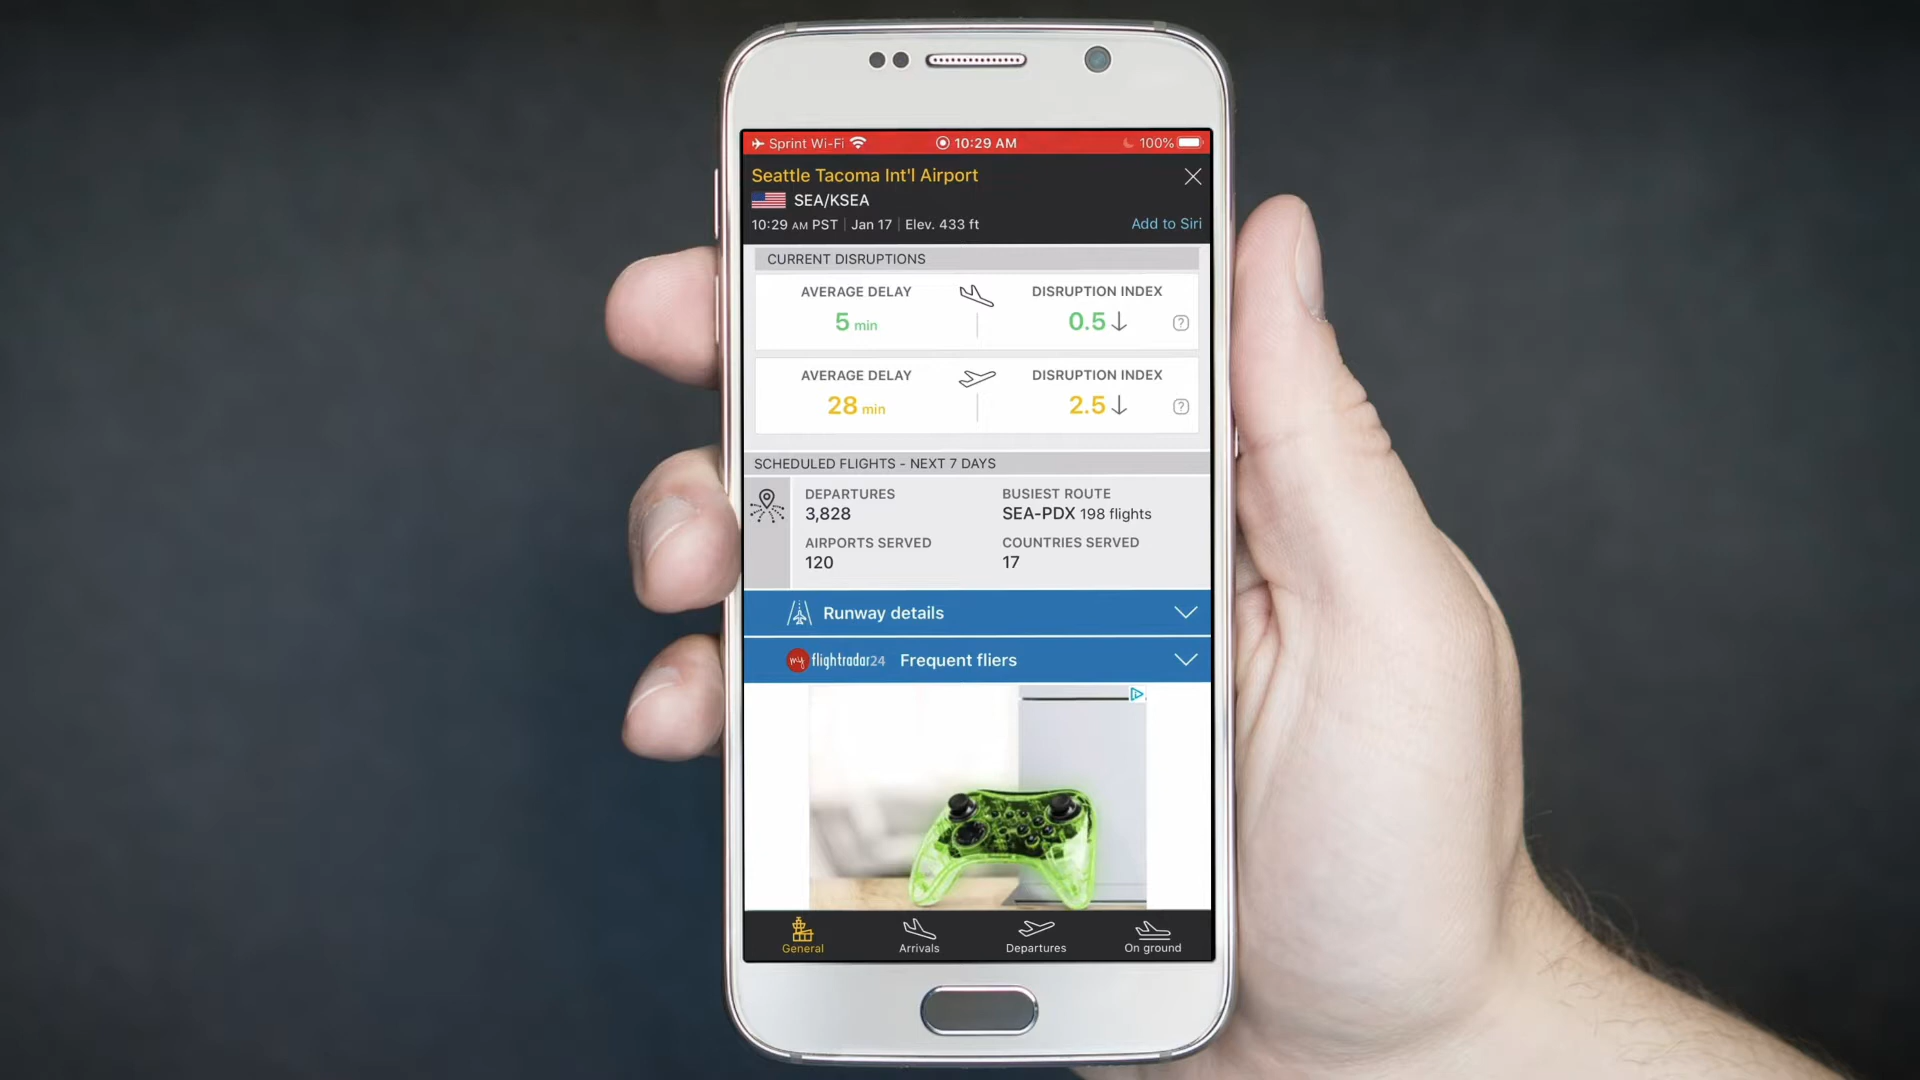 Sprint Wi-Fi 10:29 AM 100%
Seattle Tacoma Int'l Airport
SEA/KSEA
10:29 AM PST | Jan 17 | Elev. 433 ft Add to Siri
CURRENT DISRUPTIONS
AVERAGE DELAY DISRUPTION INDEX
5 min 0.5 ?
AVERAGE DELAY DISRUPTION INDEX
28 min 2.5 ?
SCHEDULED FLIGHTS - NEXT 7 DAYS
DEPARTURES BUSIEST ROUTE
3,828 SEA-PDX 198 flights
AIRPORTS SERVED COUNTRIES SERVED
120 17
Runway details
my flightradar24 Frequent fliers
General Arrivals Departures On ground